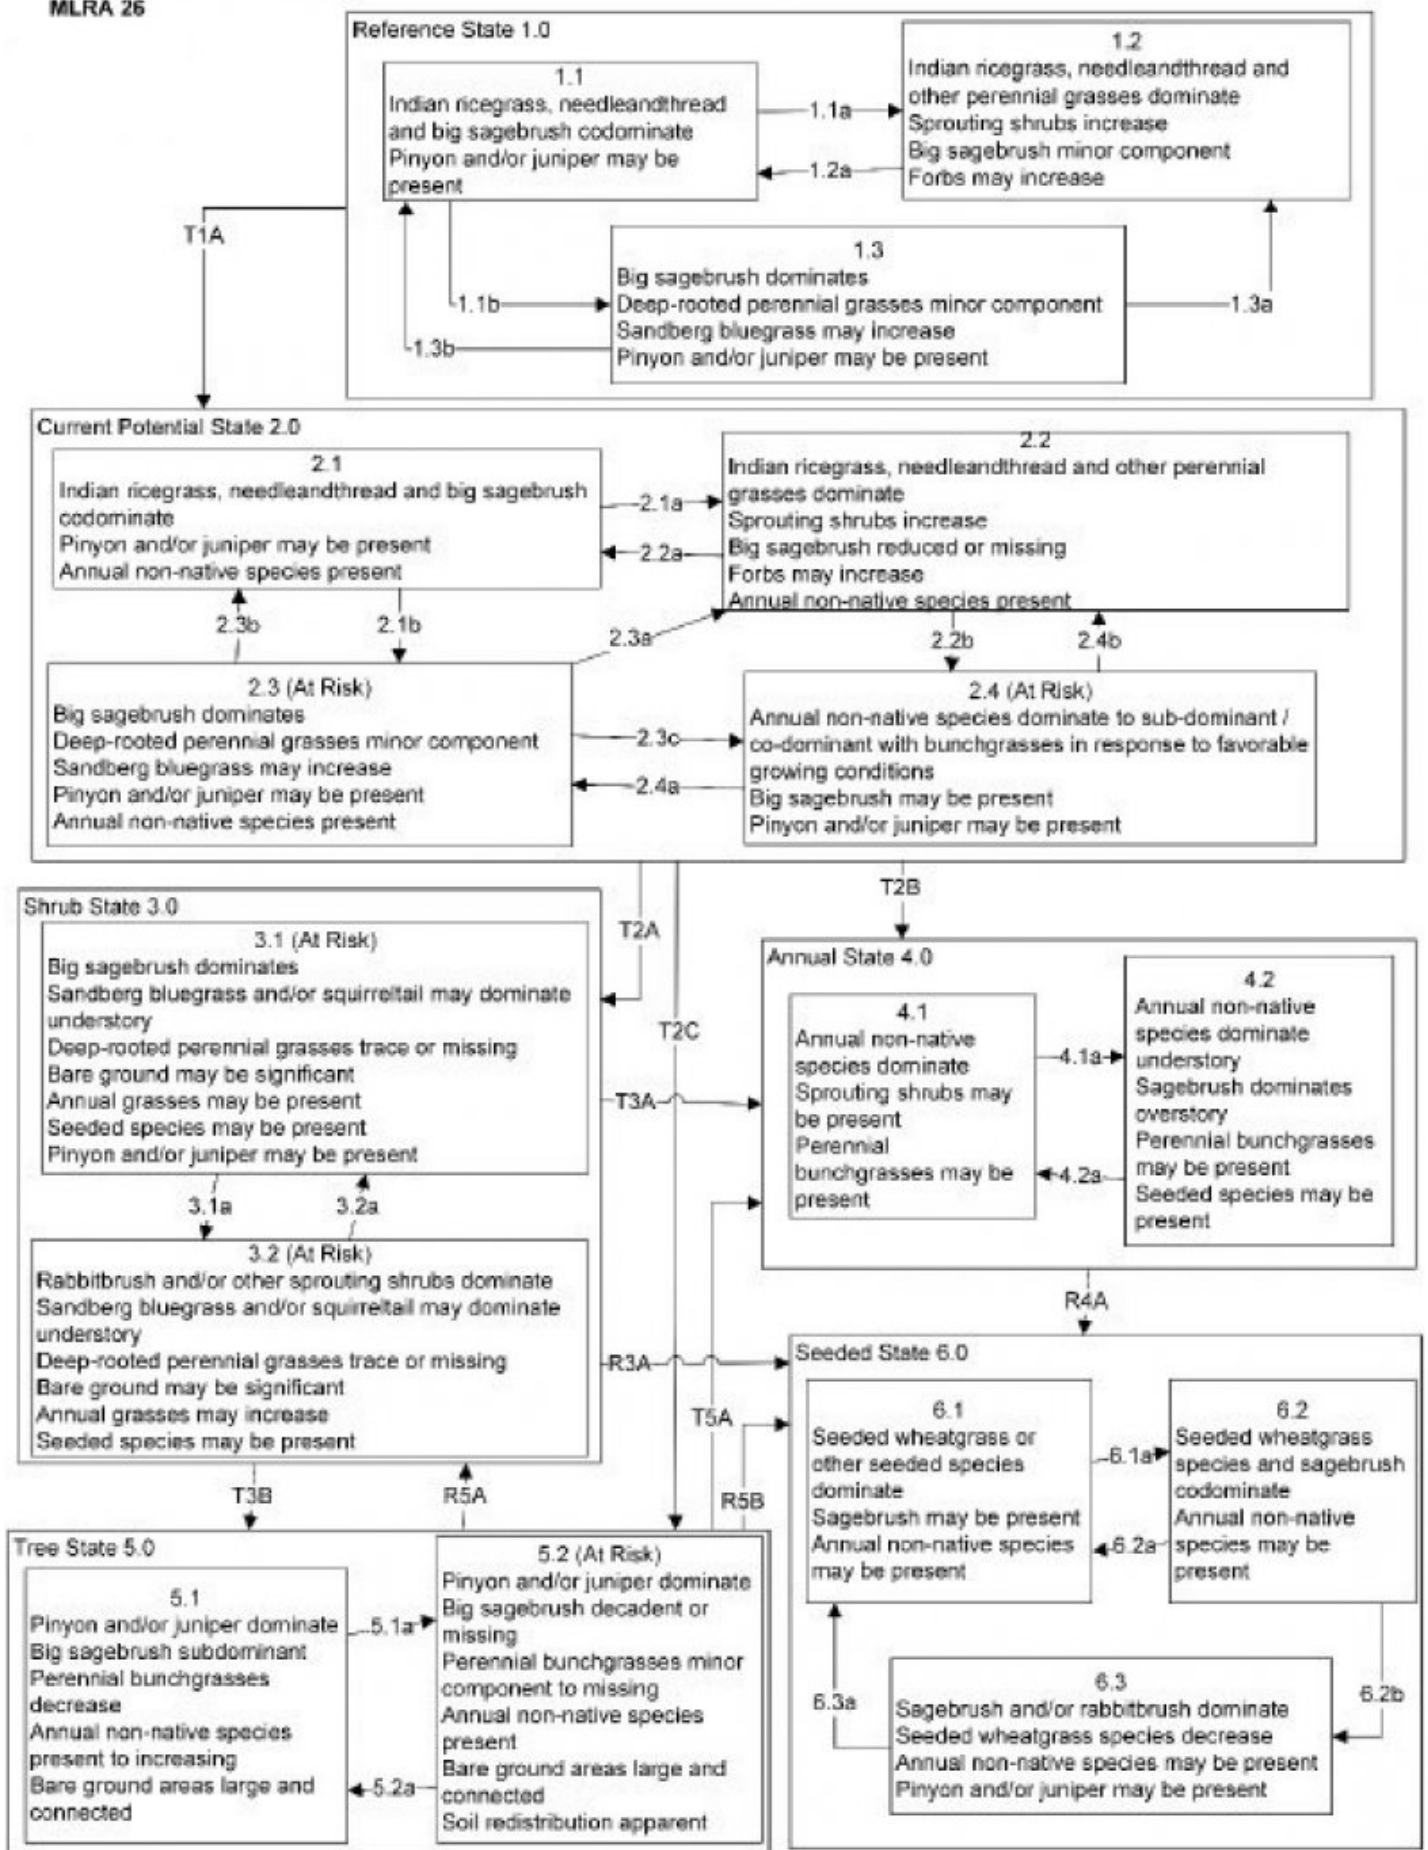 MLRA 26
Reference State 1.0
1.1
Indian ricegrass, needleandthread
and big sagebrush codominate
Pinyon and/or juniper may be
present
1.1a
1.2a
1.2
Indian ricegrass, needleandthread and
other perennial grasses dominate
Sprouting shrubs increase
Big sagebrush minor component
Forbs may increase
T1A
1.1b
1.3b
1.3
Big sagebrush dominates
Deep-rooted perennial grasses minor component
Sandberg bluegrass may increase
Pinyon and/or juniper may be present
1.3a
Current Potential State 2.0
2.1
Indian ricegrass, needleandthread and big sagebrush
codominate
Pinyon and/or juniper may be present
Annual non-native species present
2.1a
2.2a
2.2
Indian ricegrass, needleandthread and other perennial
grasses dominate
Sprouting shrubs increase
Big sagebrush reduced or missing
Forbs may increase
Annual non-native species present
2.3b
2.1b
2.3a
2.2b
2.4b
2.3 (At Risk)
Big sagebrush dominates
Deep-rooted perennial grasses minor component
Sandberg bluegrass may increase
Pinyon and/or juniper may be present
Annual non-native species present
2.3c
2.4a
2.4 (At Risk)
Annual non-native species dominate to sub-dominant /
co-dominant with bunchgrasses in response to favorable
growing conditions
Big sagebrush may be present
Pinyon and/or juniper may be present
T2A
T2C
T2B
Shrub State 3.0
3.1 (At Risk)
Big sagebrush dominates
Sandberg bluegrass and/or squirreltail may dominate
understory
Deep-rooted perennial grasses trace or missing
Bare ground may be significant
Annual grasses may be present
Seeded species may be present
Pinyon and/or juniper may be present
3.1a
3.2a
3.2 (At Risk)
Rabbitbrush and/or other sprouting shrubs dominate
Sandberg bluegrass and/or squirreltail may dominate
understory
Deep-rooted perennial grasses trace or missing
Bare ground may be significant
Annual grasses may increase
Seeded species may be present
T3A
R3A
Annual State 4.0
4.1
Annual non-native
species dominate
Sprouting shrubs may
be present
Perennial
bunchgrasses may be
present
4.1a
4.2a
4.2
Annual non-native
species dominate
understory
Sagebrush dominates
overstory
Perennial bunchgrasses
may be present
Seeded species may be
present
R4A
T3B
R5A
T5A
R5B
Tree State 5.0
5.1
Pinyon and/or juniper dominate
Big sagebrush subdominant
Perennial bunchgrasses
decrease
Annual non-native species
present to increasing
Bare ground areas large and
connected
5.1a
5.2a
5.2 (At Risk)
Pinyon and/or juniper dominate
Big sagebrush decadent or
missing
Perennial bunchgrasses minor
component to missing
Annual non-native species
present
Bare ground areas large and
connected
Soil redistribution apparent
Seeded State 6.0
6.1
Seeded wheatgrass or
other seeded species
dominate
Sagebrush may be present
Annual non-native species
may be present
6.1a
6.2a
6.2
Seeded wheatgrass
species and sagebrush
codominate
Annual non-native
species may be
present
6.3a
6.2b
6.3
Sagebrush and/or rabbitbrush dominate
Seeded wheatgrass species decrease
Annual non-native species may be present
Pinyon and/or juniper may be present